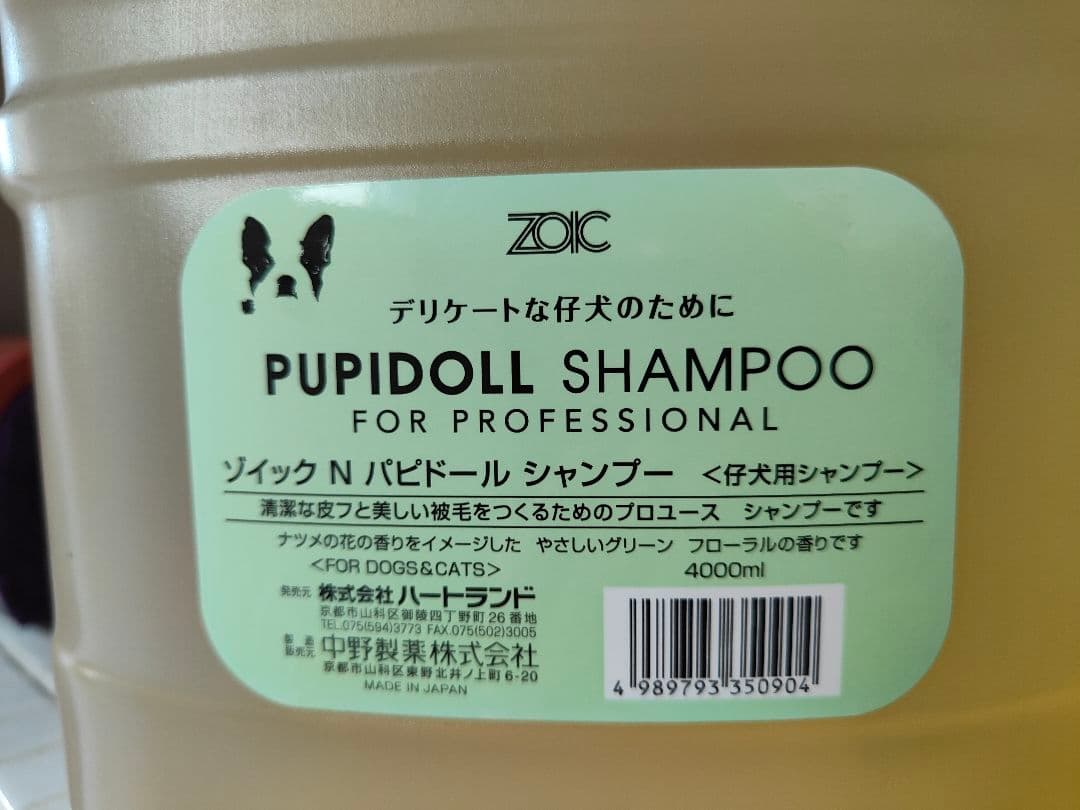 ZOIC
デリケートな仔犬のために
PUPIDOLL SHAMPOO
FOR PROFESSIONAL
ゾイック N パピドール シャンプー <仔犬用シャンプー>
清潔な皮フと美しい被毛をつくるためのプロユース シャンプーです
ナツメの花の香りをイメージした やさしいグリーン フローラルの香りです
<FOR DOGS&CATS> 4000ml
発売元 株式会社 ハートランド
京都市山科区御陵四丁野町26番地
TEL.075(594)3773 FAX.075(502)3005
製造販売元 中野製薬株式会社
京都市山科区東野北井ノ上町6-20
MADE IN JAPAN
4 989793 350904